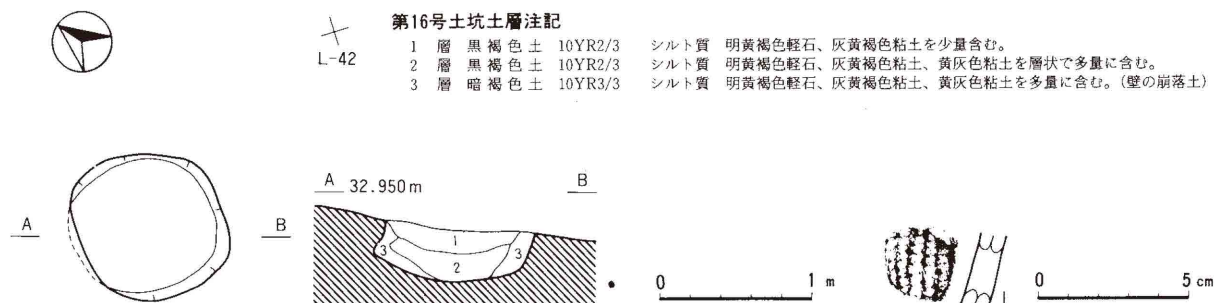 第16号土坑土層注記
L-42
1 層 黒褐色土 10YR2/3 シルト質 明黄褐色軽石、灰黄褐色粘土を少量含む。
2 層 黒褐色土 10YR2/3 シルト質 明黄褐色軽石、灰黄褐色粘土、黄灰色粘土を層状で多量に含む。
3 層 暗褐色土 10YR3/3 シルト質 明黄褐色軽石、灰黄褐色粘土、黄灰色粘土を多量に含む。(壁の崩落土)
A 32.950m B
A B
1
3 2 3
0 1 m
0 5 cm
1